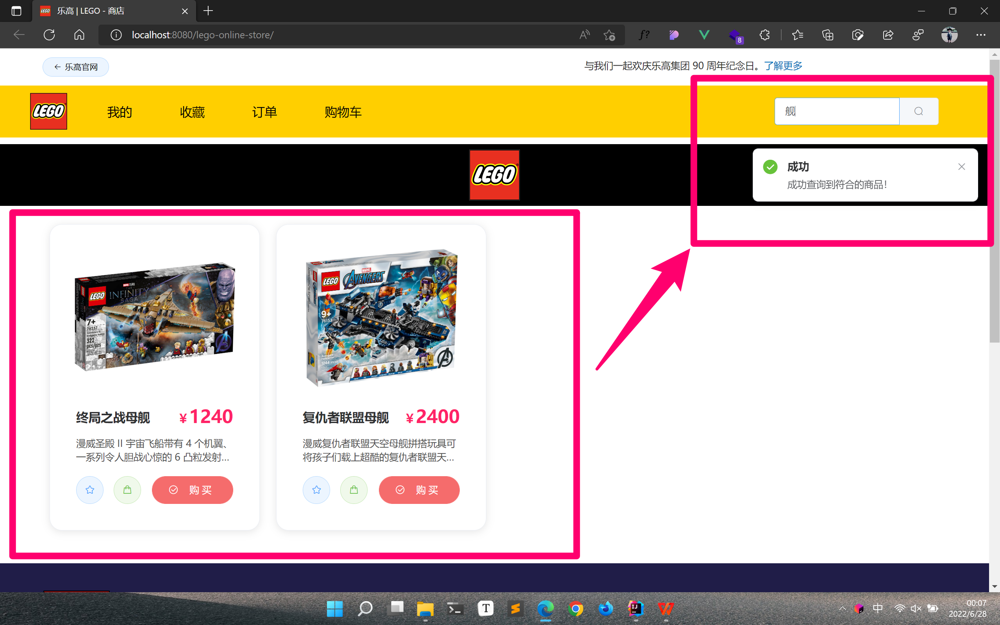 乐高 | LEGO - 商店
localhost:8080/lego-online-store/
8
← 乐高官网
与我们一起欢庆乐高集团 90 周年纪念日。了解更多
LEGO
我的
收藏
订单
购物车
舰
LEGO
成功
成功查询到符合的商品！
LEGO
INFINITY
SAGA
7+
76237
322
PCS/PZS
LEGO
MARVEL
AVENGERS
9+
76153
Avengers
Helicarrier
1244
终局之战母舰
¥ 1240
漫威圣殿 II 宇宙飞船带有 4 个机翼、
一系列令人胆战心惊的 6 凸粒发射...
购 买
复仇者联盟母舰
¥ 2400
漫威复仇者联盟天空母舰拼搭玩具可
将孩子们载上超酷的复仇者联盟天...
购 买
中
00:07
2022/6/28